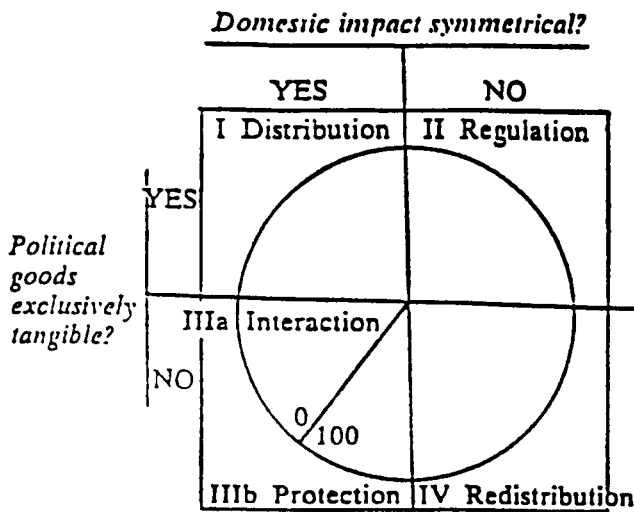 Domestic impact symmetrical?
YES NO
I Distribution II Regulation
YES
Political
goods
exclusively
tangible?
IIIa Interaction
NO
0
100
IIIb Protection IV Redistribution